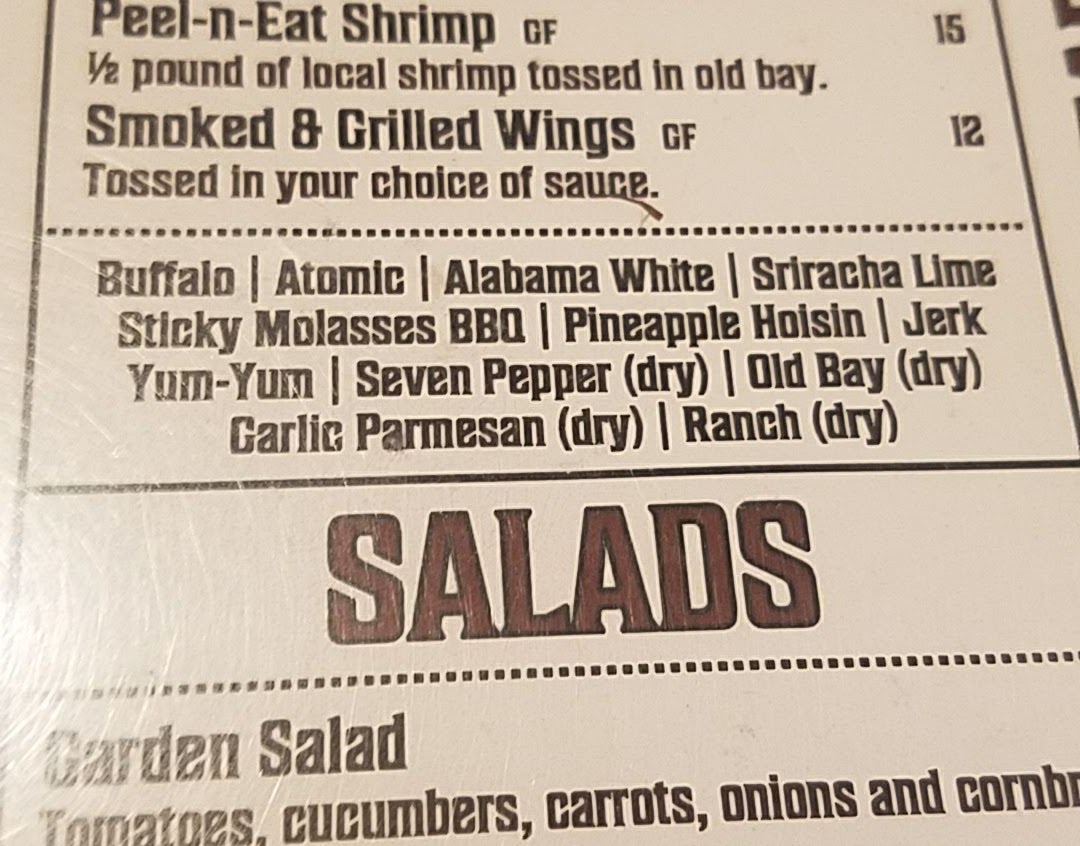 Peel-n-Eat Shrimp GF 15
½ pound of local shrimp tossed in old bay.
Smoked & Grilled Wings GF 12
Tossed in your choice of sauce.
Buffalo | Atomic | Alabama White | Sriracha Lime
Sticky Molasses BBQ | Pineapple Hoisin | Jerk
Yum-Yum | Seven Pepper (dry) | Old Bay (dry)
Garlic Parmesan (dry) | Ranch (dry)
SALADS
Garden Salad
Tomatoes, cucumbers, carrots, onions and cornbr